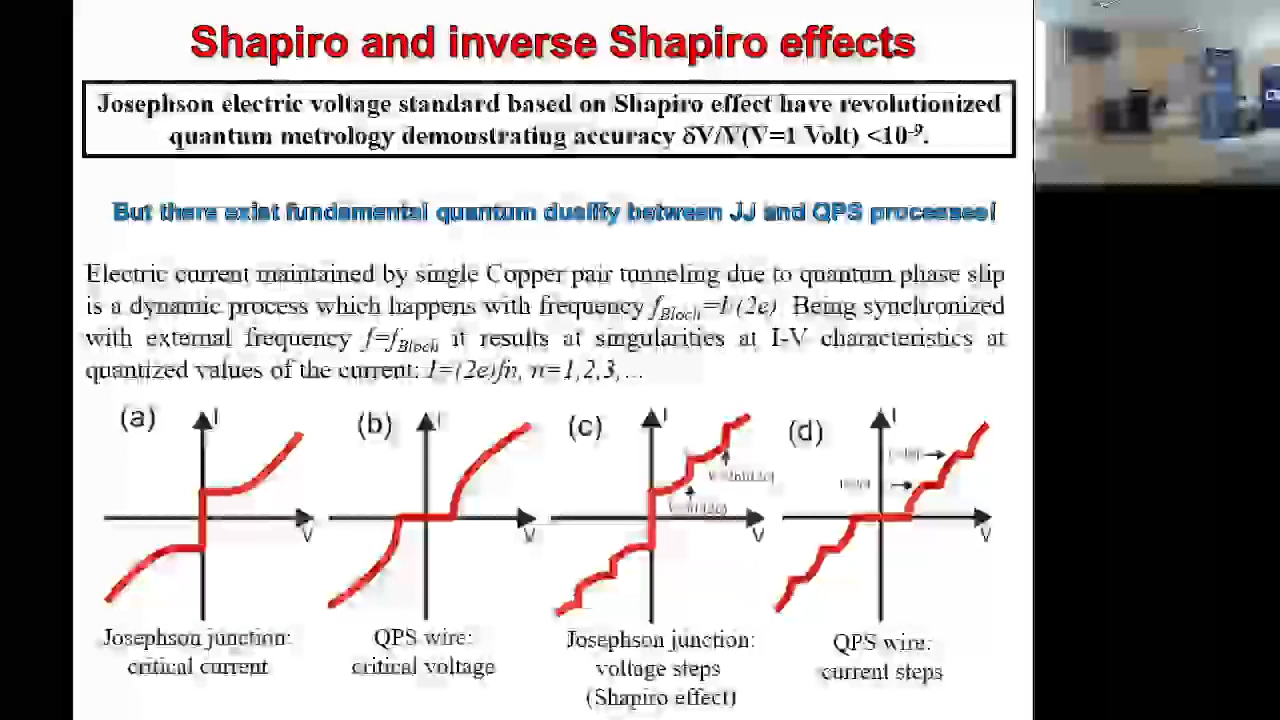 Shapiro and inverse Shapiro effects
Josephson electric voltage standard based on Shapiro effect have revolutionized
quantum metrology demonstrating accuracy δV/V(V=1 Volt) <10⁻⁹.
But there exist fundamental quantum duality between JJ and QPS processes!
Electric current maintained by single Copper pair tunneling due to quantum phase slip
is a dynamic process which happens with frequency f_Bloch=I/(2e). Being synchronized
with external frequency f=f_Bloch it results at singularities at I-V characteristics at
quantized values of the current: I=(2e)fn, n=1,2,3,...
(a) I V
(b) I V
(c) I V
(d) I V
Josephson junction:
critical current
QPS wire:
critical voltage
Josephson junction:
voltage steps
(Shapiro effect)
QPS wire:
current steps